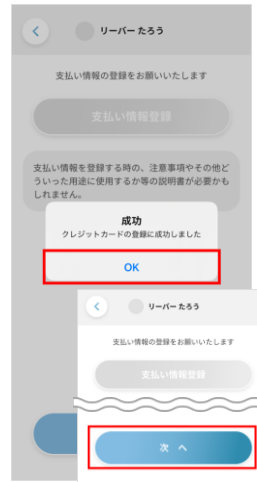 リーバー たろう
支払い情報の登録をお願いいたします
支払い情報登録
支払い情報を登録する時の、注意事項やその他ど
ういった用途に使用するか等の説明書が必要かも
しれません。
成功
クレジットカードの登録に成功しました
OK
リーバー たろう
支払い情報の登録をお願いいたします
支払い情報登録
次 へ